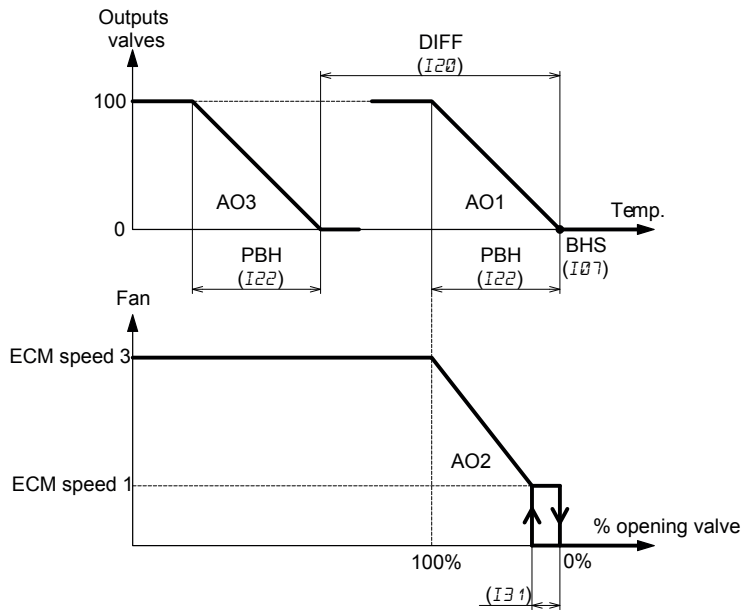 Outputs
valves
DIFF
(I20)
100
AO3
AO1
Temp.
0
PBH
(I22)
PBH
(I22)
BHS
(I07)
Fan
ECM speed 3
AO2
ECM speed 1
% opening valve
100%
0%
(I31)